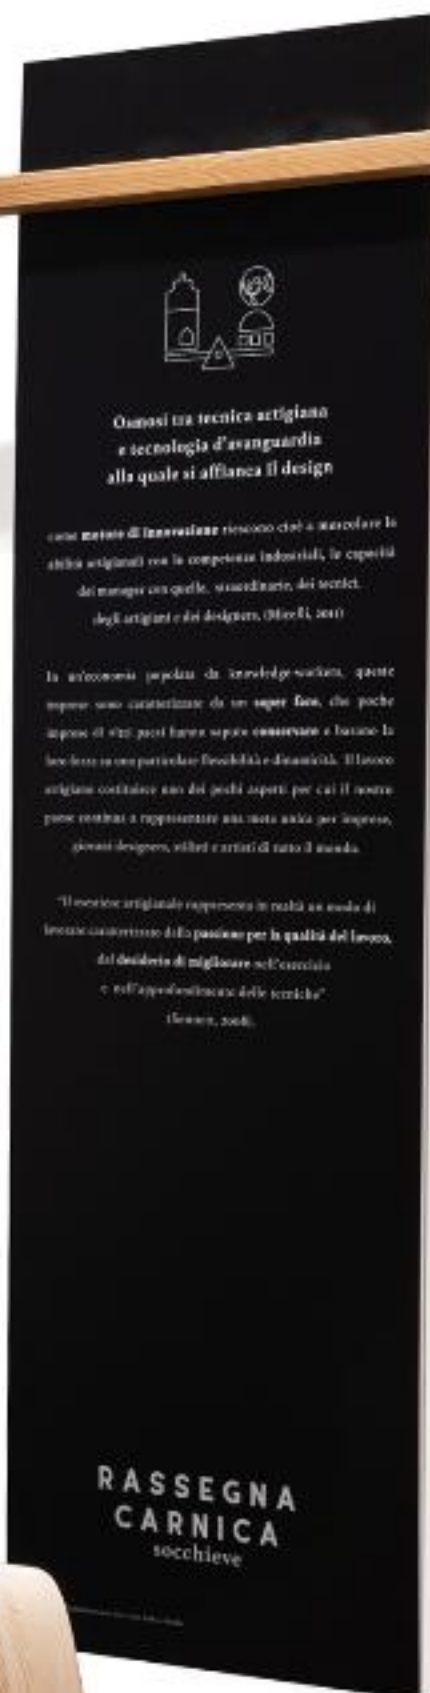 Osmosi tra tecnica artigiana
e tecnologia d'avanguardia
alla quale si affianca il design
come motore di innovazione riescono cioè a mescolare le
abilità artigianali con le competenze industriali, le capacità
dei manager con quelle, straordinarie, dei tecnici,
degli artigiani e dei designers, (Micelli, 2011)
In un'economia popolata da knowledge-workers, queste
imprese sono caratterizzate da un super fare, che poche
imprese di altri paesi hanno saputo conservare e basano la
loro forza su una particolare flessibilità e dinamicità. Il lavoro
artigiano costituisce uno dei pochi aspetti per cui il nostro
paese continua a rappresentare una meta unica per imprese,
giovani designers, stilisti e artisti di tutto il mondo.
"Il mestiere artigianale rappresenta in realtà un modo di
lavorare caratterizzato dalla passione per la qualità del lavoro,
dal desiderio di migliorare nell'esercizio
e nell'approfondimento delle tecniche"
(Sennett, 2008).
RASSEGNA
CARNICA
socchieve